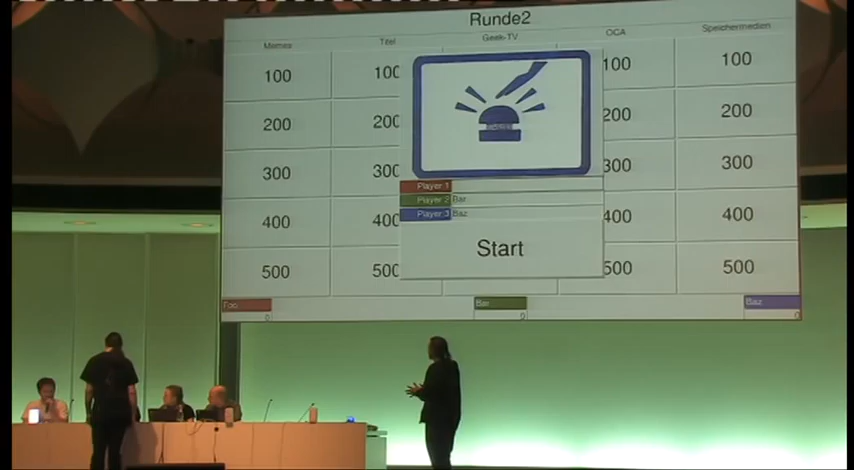 Runde2
Memes Titel Geek-TV OCA Speichermedien
100 100 100 100
200 200 200 200
300 300 300 300
400 400 400 400
500 500 500 500
Player 1
Player 2 Bar
Player 3 Baz
Start
Foo Bar Baz
0 0 0